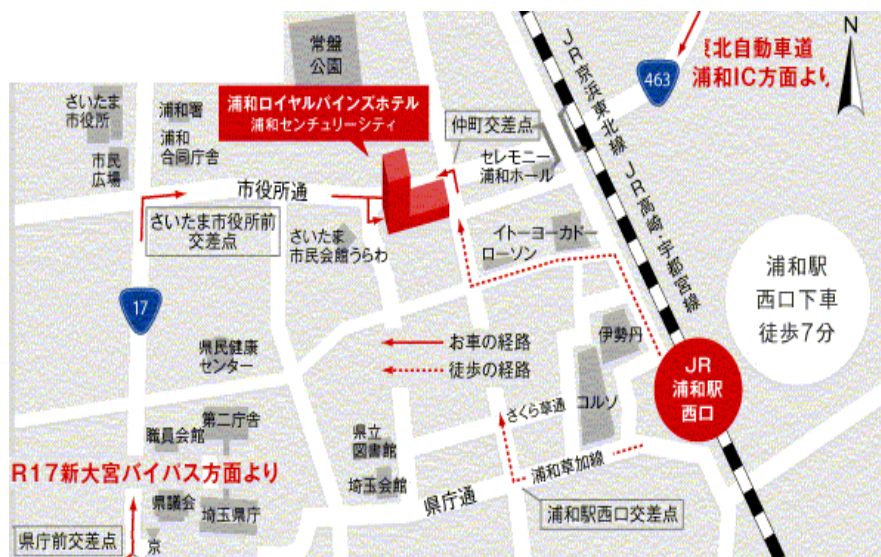 常盤
公園
N
463
東北自動車道
浦和IC方面より
JR京浜東北線
JR高崎・宇都宮線
さいたま
市役所
浦和署
浦和
合同庁舎
市民
広場
浦和ロイヤルパインズホテル
浦和センチュリーシティ
仲町交差点
セレモニー
浦和ホール
市役所通
さいたま市役所前
交差点
さいたま
市民会館うらわ
イトーヨーカドー
ローソン
浦和駅
西口下車
徒歩7分
17
県民健康
センター
お車の経路
徒歩の経路
伊勢丹
JR
浦和駅
西口
コルソ
さくら草通
第二庁舎
職員会館
県立
図書館
埼玉会館
R17新大宮バイパス方面より
浦和草加線
県庁通
県議会
埼玉県庁
浦和駅西口交差点
県庁前交差点
京